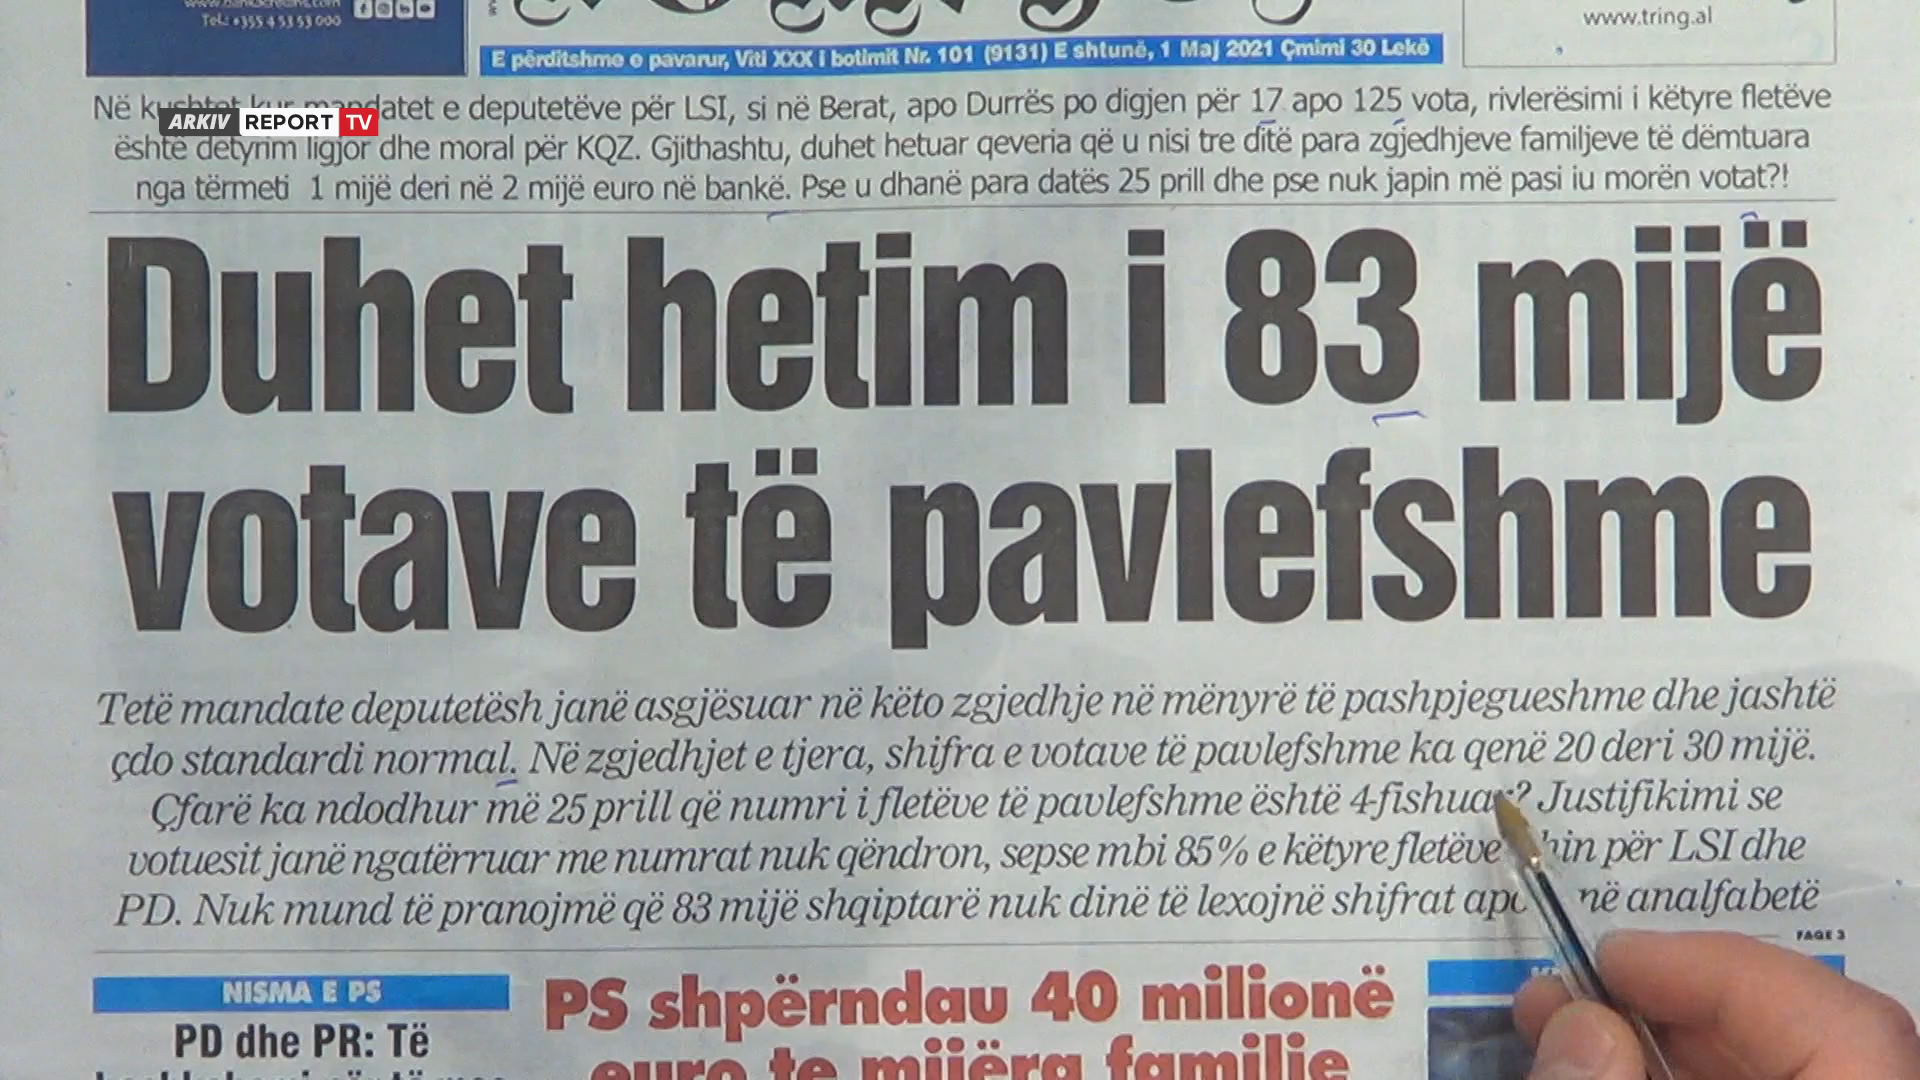 Tel.: +355 4 53 53 000
www.tring.al
E përditshme e pavarur, Viti XXX i botimit Nr. 101 (9131) E shtunë, 1 Maj 2021 Çmimi 30 Lekë
ARKIV REPORT TV
Në kushtet kur mandatet e deputetëve për LSI, si në Berat, apo Durrës po digjen për 17 apo 125 vota, rivlerësimi i këtyre fletëve
është detyrim ligjor dhe moral për KQZ. Gjithashtu, duhet hetuar qeveria që u nisi tre ditë para zgjedhjeve familjeve të dëmtuara
nga tërmeti 1 mijë deri në 2 mijë euro në bankë. Pse u dhanë para datës 25 prill dhe pse nuk japin më pasi iu morën votat?!
Duhet hetim i 83 mijë
votave të pavlefshme
Tetë mandate deputetësh janë asgjësuar në këto zgjedhje në mënyrë të pashpjegueshme dhe jashtë
çdo standardi normal. Në zgjedhjet e tjera, shifra e votave të pavlefshme ka qenë 20 deri 30 mijë.
Çfarë ka ndodhur më 25 prill që numri i fletëve të pavlefshme është 4-fishuar? Justifikimi se
votuesit janë ngatërruar me numrat nuk qëndron, sepse mbi 85% e këtyre fletëve për LSI dhe
PD. Nuk mund të pranojmë që 83 mijë shqiptarë nuk dinë të lexojnë shifrat analfabetë
FAGE 3
NISMA E PS
PD dhe PR: Të
PS shpërndau 40 milionë
euro te mijëra familje